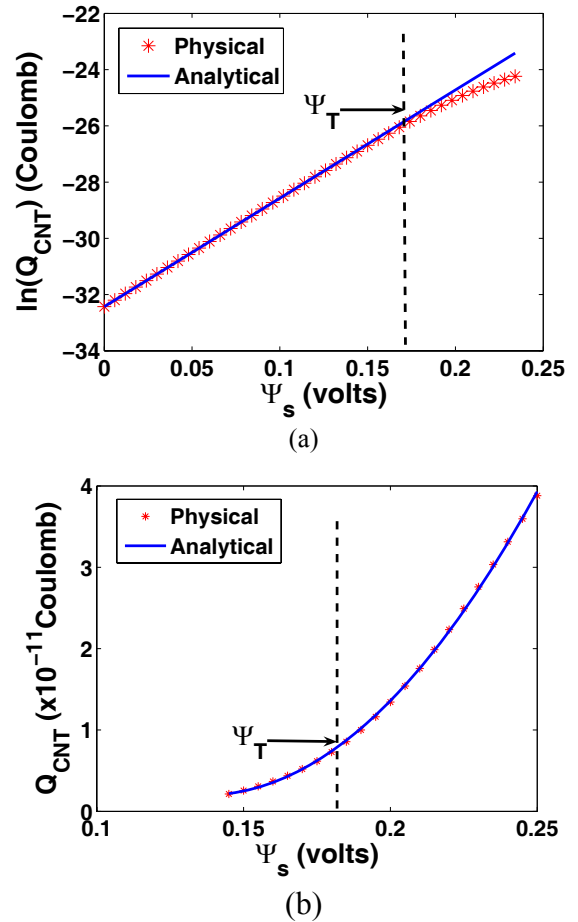 Physical
Analytical
Ψ_T
ln(Q_CNT) (Coulomb)
−22
−24
−26
−28
−30
−32
−34
0
0.05
0.1
0.15
0.2
0.25
Ψ_s (volts)
(a)
Physical
Analytical
Ψ_T
Q_CNT (x10^−11 Coulomb)
4
3
2
1
0
0.1
0.15
0.2
0.25
Ψ_s (volts)
(b)